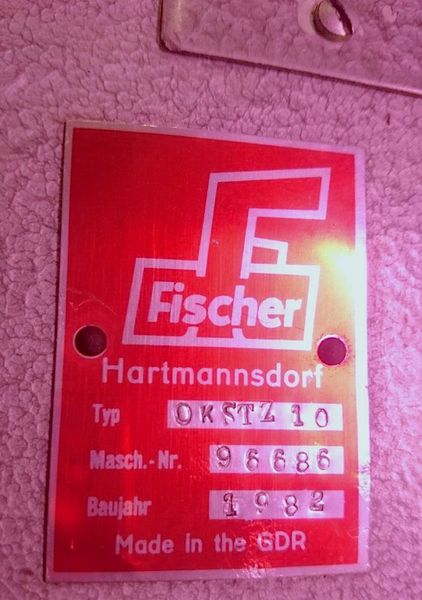 Fischer
Hartmannsdorf
Typ OKSTZ 10
Masch.-Nr. 96686
Baujahr 1982
Made in the GDR